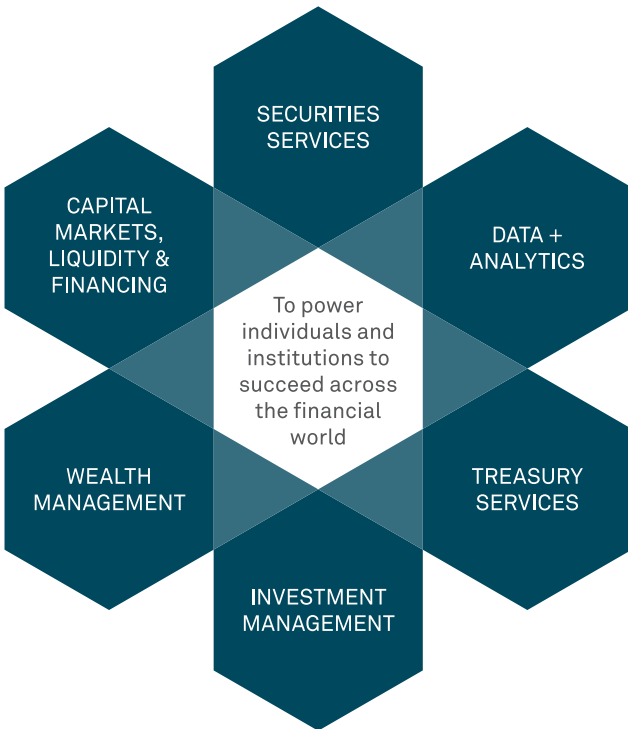 SECURITIES
SERVICES
CAPITAL
MARKETS,
LIQUIDITY &
FINANCING
DATA +
ANALYTICS
To power
individuals and
institutions to
succeed across
the financial
world
WEALTH
MANAGEMENT
TREASURY
SERVICES
INVESTMENT
MANAGEMENT